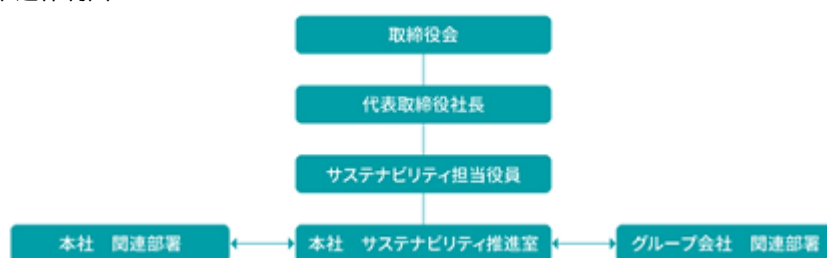 取締役会
代表取締役社長
サステナビリティ担当役員
本社 関連部署
本社 サステナビリティ推進室
グループ会社 関連部署